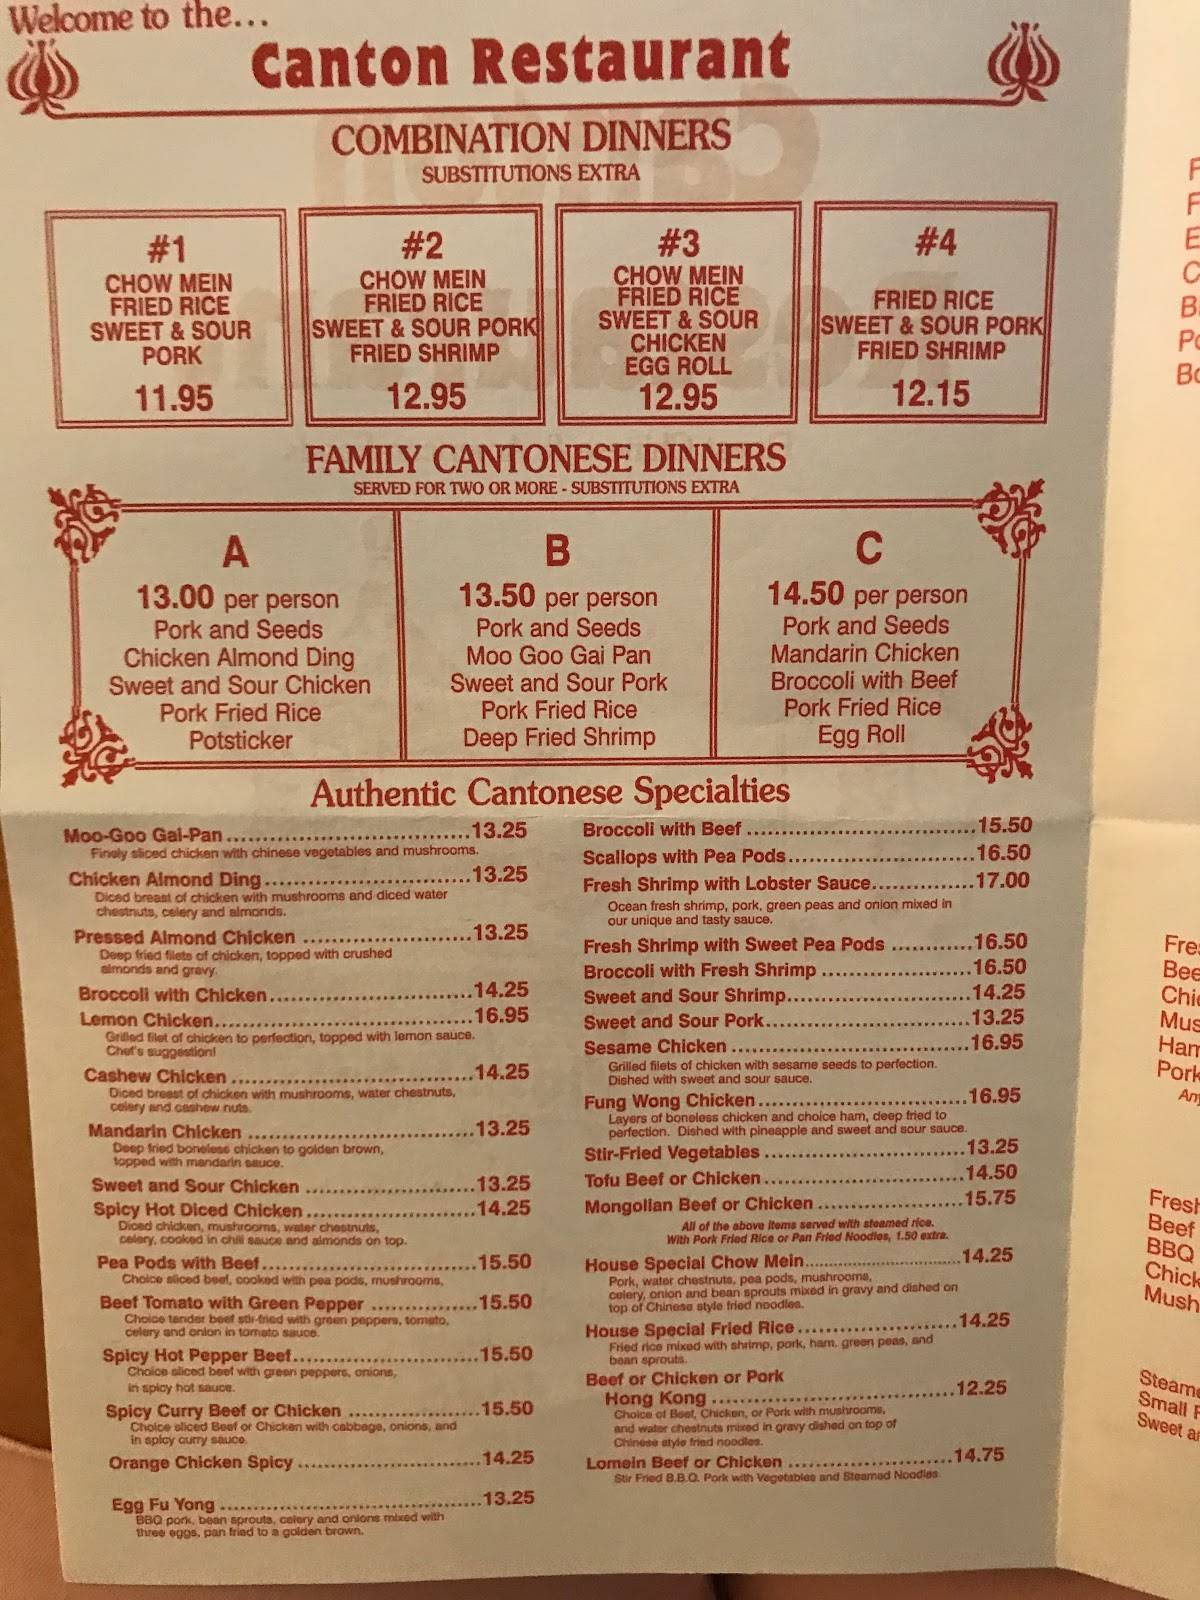 Welcome to the...
Canton Restaurant
COMBINATION DINNERS
SUBSTITUTIONS EXTRA
#1
CHOW MEIN
FRIED RICE
SWEET & SOUR
PORK
11.95
#2
CHOW MEIN
FRIED RICE
SWEET & SOUR PORK
FRIED SHRIMP
12.95
#3
CHOW MEIN
FRIED RICE
SWEET & SOUR
CHICKEN
EGG ROLL
12.95
#4
FRIED RICE
SWEET & SOUR PORK
FRIED SHRIMP
12.15
FAMILY CANTONESE DINNERS
SERVED FOR TWO OR MORE - SUBSTITUTIONS EXTRA
A
13.00 per person
Pork and Seeds
Chicken Almond Ding
Sweet and Sour Chicken
Pork Fried Rice
Potsticker
B
13.50 per person
Pork and Seeds
Moo Goo Gai Pan
Sweet and Sour Pork
Pork Fried Rice
Deep Fried Shrimp
C
14.50 per person
Pork and Seeds
Mandarin Chicken
Broccoli with Beef
Pork Fried Rice
Egg Roll
Authentic Cantonese Specialties
Moo-Goo Gai-Pan ... 13.25
Finely sliced chicken with chinese vegetables and mushrooms.
Chicken Almond Ding ... 13.25
Diced breast of chicken with mushrooms and diced water
chestnuts, celery and almonds.
Pressed Almond Chicken ... 13.25
Deep fried filets of chicken, topped with crushed
almonds and gravy.
Broccoli with Chicken ... 14.25
Lemon Chicken ... 16.95
Grilled filet of chicken to perfection, topped with lemon sauce.
Chef's suggestion!
Cashew Chicken ... 14.25
Diced breast of chicken with mushrooms, water chestnuts,
celery and cashew nuts.
Mandarin Chicken ... 13.25
Deep fried boneless chicken to golden brown,
topped with mandarin sauce.
Sweet and Sour Chicken ... 13.25
Spicy Hot Diced Chicken ... 14.25
Diced chicken, mushrooms, water chestnuts,
celery, cooked in chili sauce and almonds on top.
Pea Pods with Beef ... 15.50
Choice sliced beef, cooked with pea pods, mushrooms,
Beef Tomato with Green Pepper ... 15.50
Choice tender beef stir-fried with green peppers, tomato,
celery and onion in tomato sauce.
Spicy Hot Pepper Beef ... 15.50
Choice sliced beef with green peppers, onions,
in spicy hot sauce.
Spicy Curry Beef or Chicken ... 15.50
Choice sliced Beef or Chicken with cabbage, onions, and
in spicy curry sauce.
Orange Chicken Spicy ... 14.25
Egg Fu Yong ... 13.25
BBQ pork, bean sprouts, celery and onions mixed with
three eggs, pan fried to a golden brown.
Broccoli with Beef ... 15.50
Scallops with Pea Pods ... 16.50
Fresh Shrimp with Lobster Sauce ... 17.00
Ocean fresh shrimp, pork, green peas and onion mixed in
our unique and tasty sauce.
Fresh Shrimp with Sweet Pea Pods ... 16.50
Broccoli with Fresh Shrimp ... 16.50
Sweet and Sour Shrimp ... 14.25
Sweet and Sour Pork ... 13.25
Sesame Chicken ... 16.95
Grilled filets of chicken with sesame seeds to perfection.
Dished with sweet and sour sauce.
Fung Wong Chicken ... 16.95
Layers of boneless chicken and choice ham, deep fried to
perfection. Dished with pineapple and sweet and sour sauce.
Stir-Fried Vegetables ... 13.25
Tofu Beef or Chicken ... 14.50
Mongolian Beef or Chicken ... 15.75
All of the above items served with steamed rice.
With Pork Fried Rice or Pan Fried Noodles, 1.50 extra.
House Special Chow Mein ... 14.25
Pork, water chestnuts, pea pods, mushrooms,
celery, onion and bean sprouts mixed in gravy and dished on
top of Chinese style fried noodles.
House Special Fried Rice ... 14.25
Fried rice mixed with shrimp, pork, ham, green peas, and
bean sprouts.
Beef or Chicken or Pork
Hong Kong ... 12.25
Choice of Beef, Chicken, or Pork with mushrooms,
and water chestnuts mixed in gravy dished on top of
Chinese style fried noodles.
Lomein Beef or Chicken ... 14.75
Stir Fried B.B.Q. Pork with Vegetables and Steamed Noodles